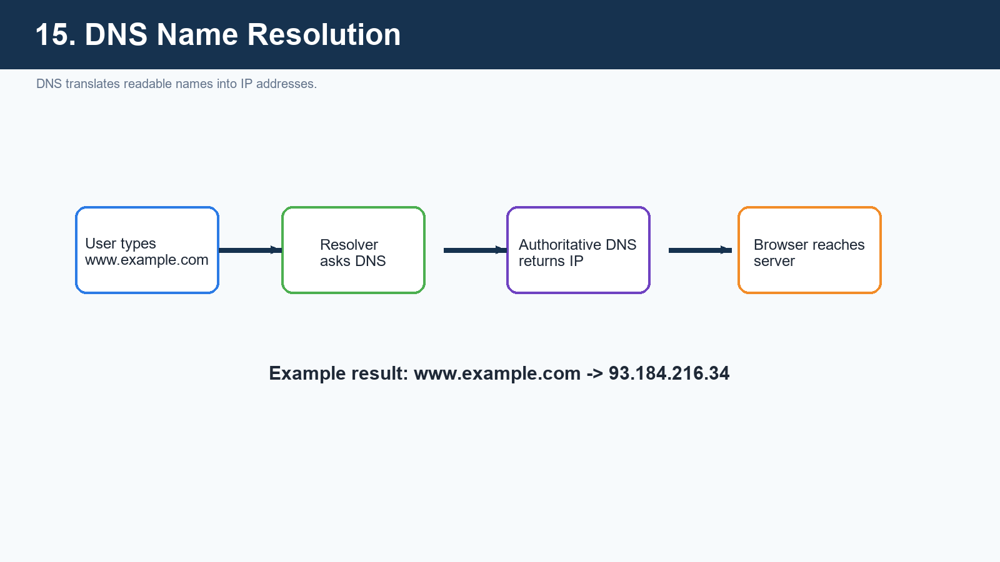 15. DNS Name Resolution
DNS translates readable names into IP addresses.
User types
www.example.com
Resolver
asks DNS
Authoritative DNS
returns IP
Browser reaches
server
Example result: www.example.com -> 93.184.216.34